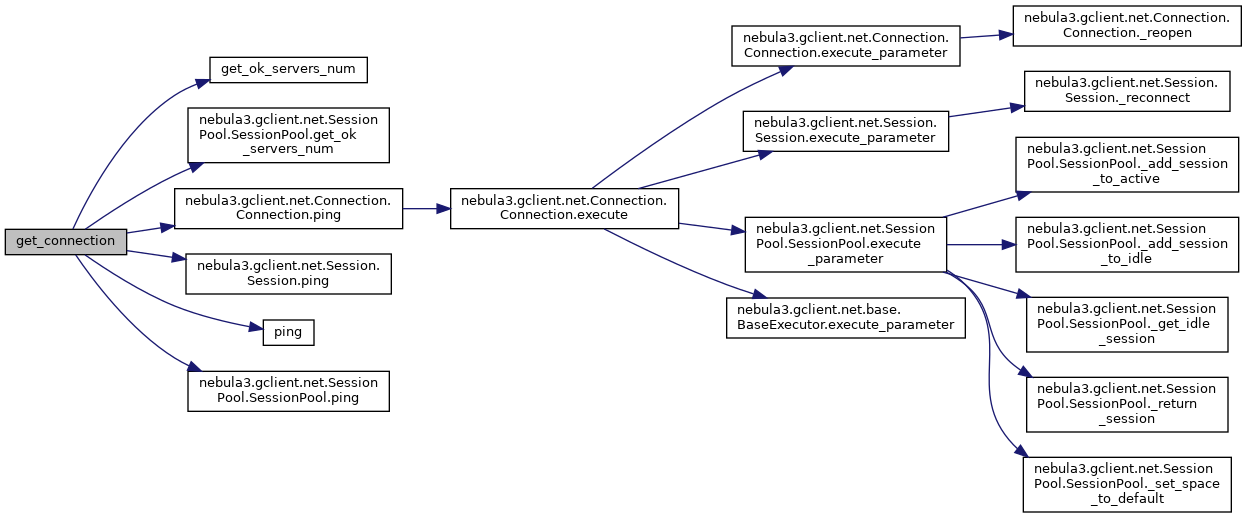 get_connection
get_ok_servers_num
nebula3.gclient.net.Session
Pool.SessionPool.get_ok
_servers_num
nebula3.gclient.net.Connection.
Connection.ping
nebula3.gclient.net.Session.
Session.ping
ping
nebula3.gclient.net.Session
Pool.SessionPool.ping
nebula3.gclient.net.Connection.
Connection.execute
nebula3.gclient.net.Connection.
Connection.execute_parameter
nebula3.gclient.net.Session.
Session.execute_parameter
nebula3.gclient.net.Session
Pool.SessionPool.execute
_parameter
nebula3.gclient.net.base.
BaseExecutor.execute_parameter
nebula3.gclient.net.Connection.
Connection._reopen
nebula3.gclient.net.Session.
Session._reconnect
nebula3.gclient.net.Session
Pool.SessionPool._add_session
_to_active
nebula3.gclient.net.Session
Pool.SessionPool._add_session
_to_idle
nebula3.gclient.net.Session
Pool.SessionPool._get_idle
_session
nebula3.gclient.net.Session
Pool.SessionPool._return
_session
nebula3.gclient.net.Session
Pool.SessionPool._set_space
_to_default